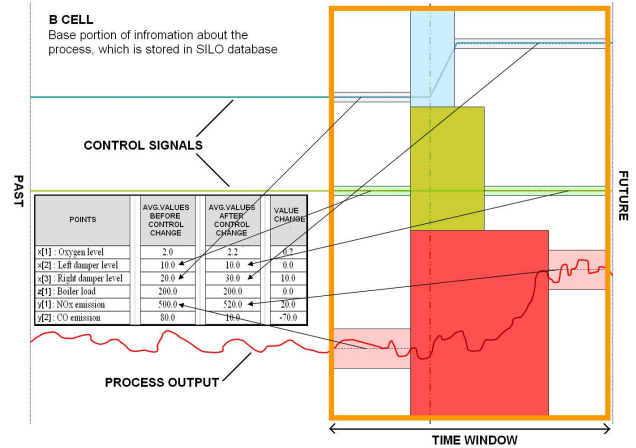 B CELL
Base portion of infromation about the
process, which is stored in SILO database
CONTROL SIGNALS
PAST
FUTURE
POINTS AVG.VALUES BEFORE CONTROL CHANGE AVG.VALUES AFTER CONTROL CHANGE VALUE CHANGE
x[1] : Oxygen level 2.0 2.2 0.2
x[2] : Left damper level 10.0 10.0 0.0
x[3] : Right damper level 20.0 30.0 10.0
z[1] : Boiler load 200.0 200.0 0.0
y[1] : NOx emission 500.0 520.0 20.0
y[2] : CO emission 80.0 10.0 -70.0
PROCESS OUTPUT
TIME WINDOW